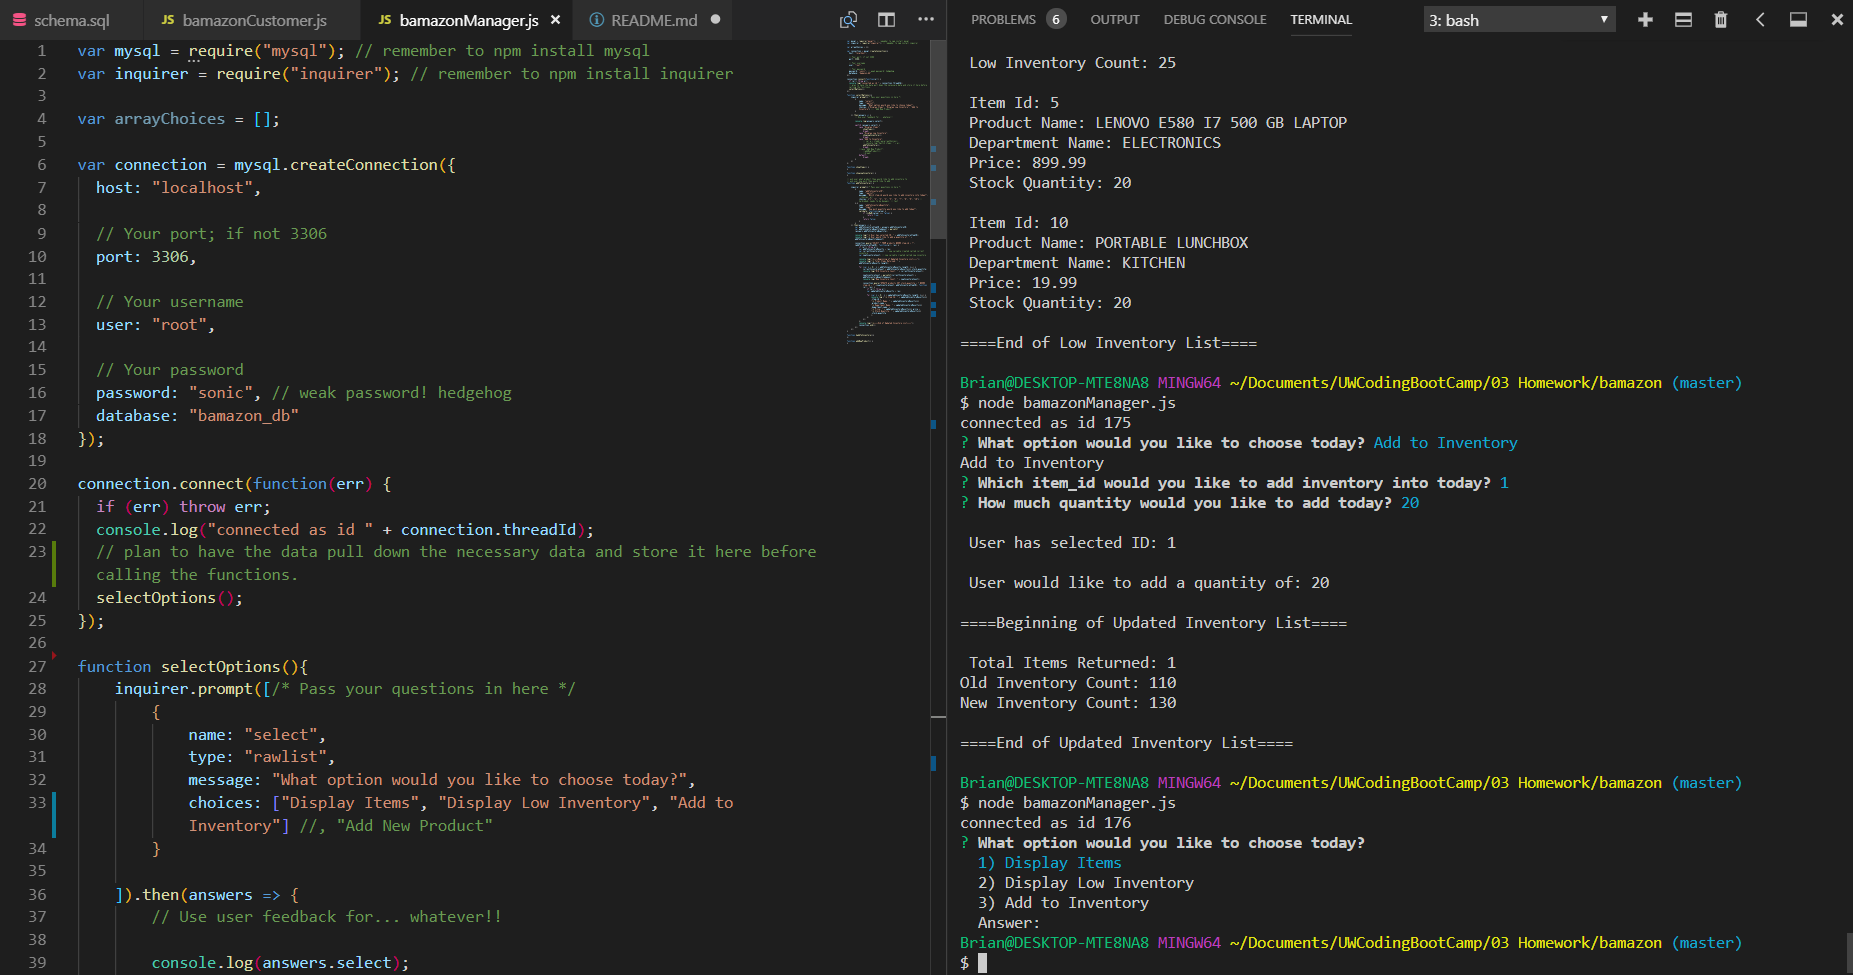 schema.sql JS bamazonCustomer.js JS bamazonManager.js × README.md ●
1 var mysql = require("mysql"); // remember to npm install mysql
2 var inquirer = require("inquirer"); // remember to npm install inquirer
3
4 var arrayChoices = [];
5
6 var connection = mysql.createConnection({
7 host: "localhost",
8
9 // Your port; if not 3306
10 port: 3306,
11
12 // Your username
13 user: "root",
14
15 // Your password
16 password: "sonic", // weak password! hedgehog
17 database: "bamazon_db"
18 });
19
20 connection.connect(function(err) {
21 if (err) throw err;
22 console.log("connected as id " + connection.threadId);
23 // plan to have the data pull down the necessary data and store it here before
calling the functions.
24 selectOptions();
25 });
26
27 function selectOptions(){
28 inquirer.prompt([/* Pass your questions in here */
29 {
30 name: "select",
31 type: "rawlist",
32 message: "What option would you like to choose today?",
33 choices: ["Display Items", "Display Low Inventory", "Add to
Inventory"] //, "Add New Product"
34 }
35
36 ]).then(answers => {
37 // Use user feedback for... whatever!!
38
39 console.log(answers.select);
PROBLEMS 6 OUTPUT DEBUG CONSOLE TERMINAL 3: bash
Low Inventory Count: 25
Item Id: 5
Product Name: LENOVO E580 I7 500 GB LAPTOP
Department Name: ELECTRONICS
Price: 899.99
Stock Quantity: 20
Item Id: 10
Product Name: PORTABLE LUNCHBOX
Department Name: KITCHEN
Price: 19.99
Stock Quantity: 20
====End of Low Inventory List====
Brian@DESKTOP-MTE8NA8 MINGW64 ~/Documents/UWCodingBootCamp/03 Homework/bamazon (master)
$ node bamazonManager.js
connected as id 175
? What option would you like to choose today? Add to Inventory
Add to Inventory
? Which item_id would you like to add inventory into today? 1
? How much quantity would you like to add today? 20
User has selected ID: 1
User would like to add a quantity of: 20
====Beginning of Updated Inventory List====
Total Items Returned: 1
Old Inventory Count: 110
New Inventory Count: 130
====End of Updated Inventory List====
Brian@DESKTOP-MTE8NA8 MINGW64 ~/Documents/UWCodingBootCamp/03 Homework/bamazon (master)
$ node bamazonManager.js
connected as id 176
? What option would you like to choose today?
1) Display Items
2) Display Low Inventory
3) Add to Inventory
Answer:
Brian@DESKTOP-MTE8NA8 MINGW64 ~/Documents/UWCodingBootCamp/03 Homework/bamazon (master)
$